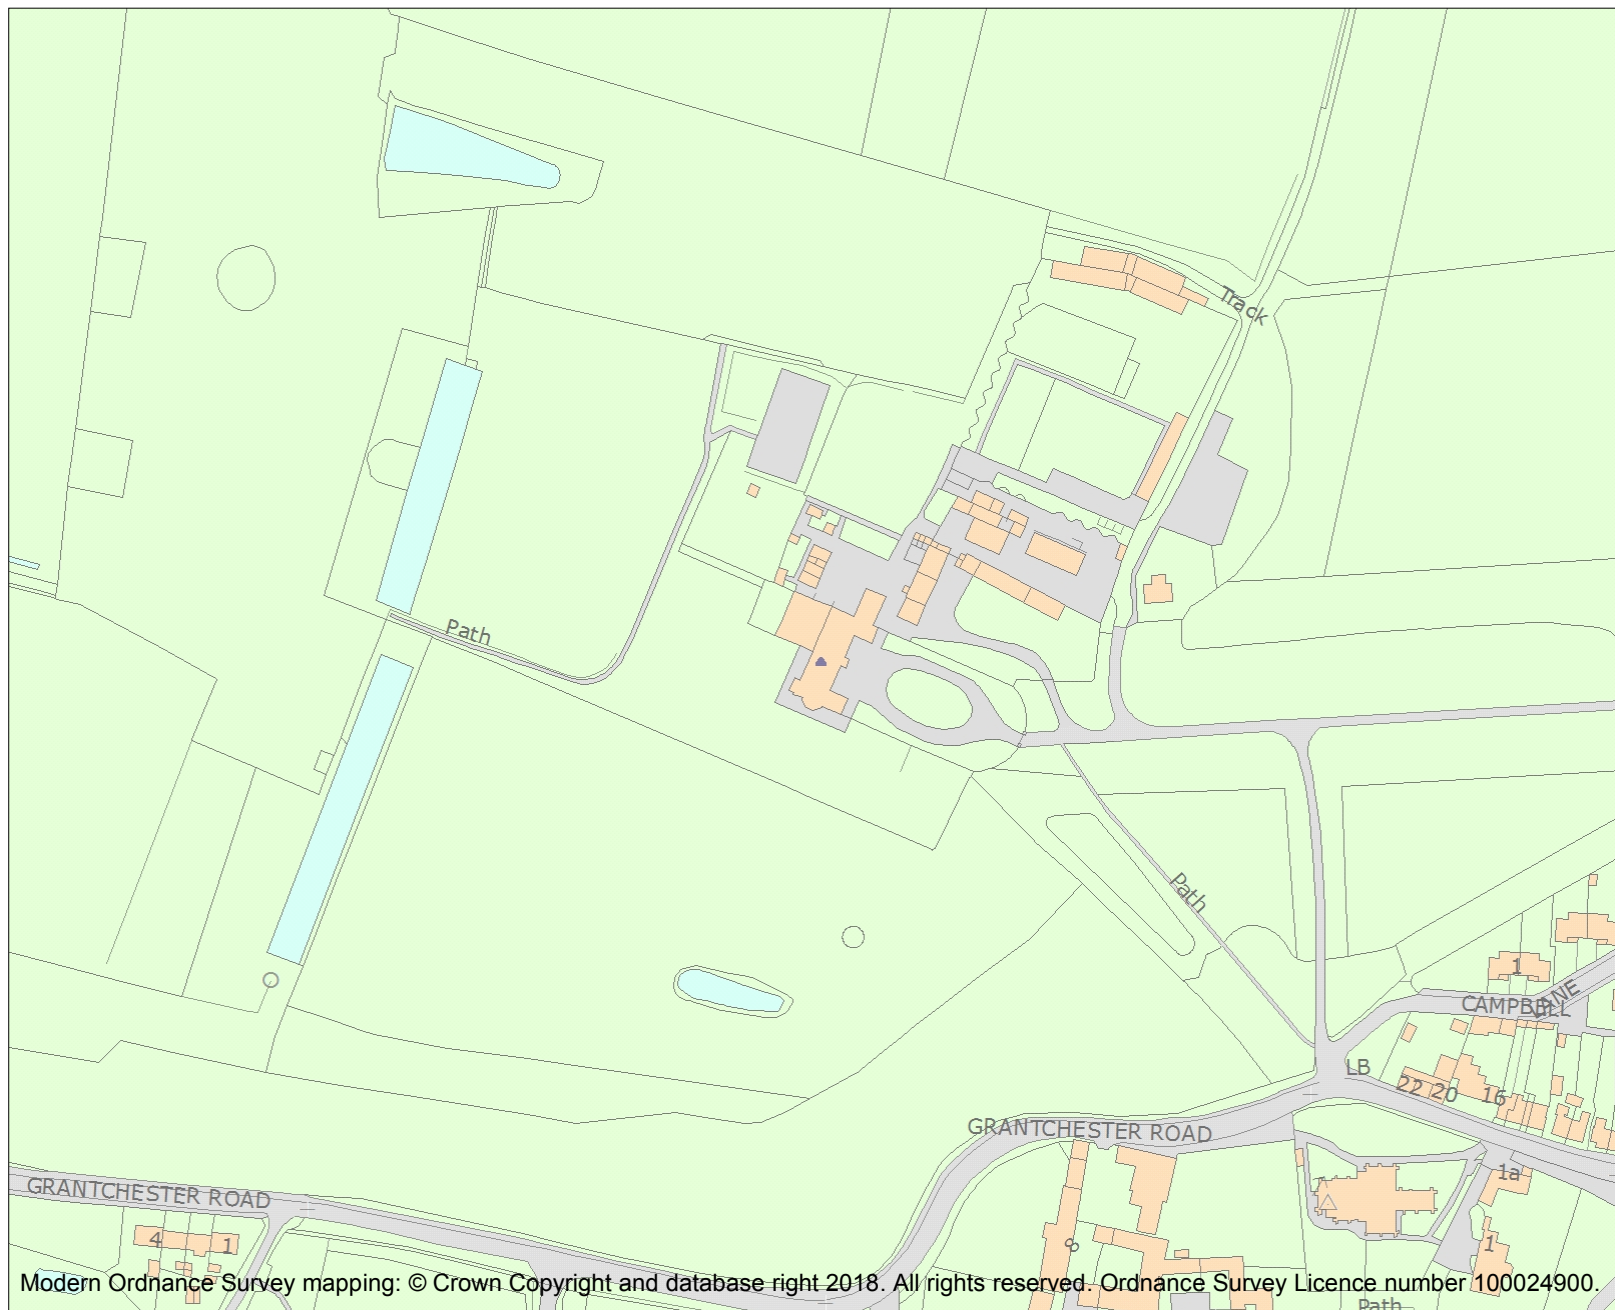 Track
Path
Path
1
CAMPBELL
LANE
LB
22 20 16
GRANTCHESTER ROAD
1a
GRANTCHESTER ROAD
4 1
8
1
Modern Ordnance Survey mapping: © Crown Copyright and database right 2018. All rights reserved. Ordnance Survey Licence number 100024900.
Path